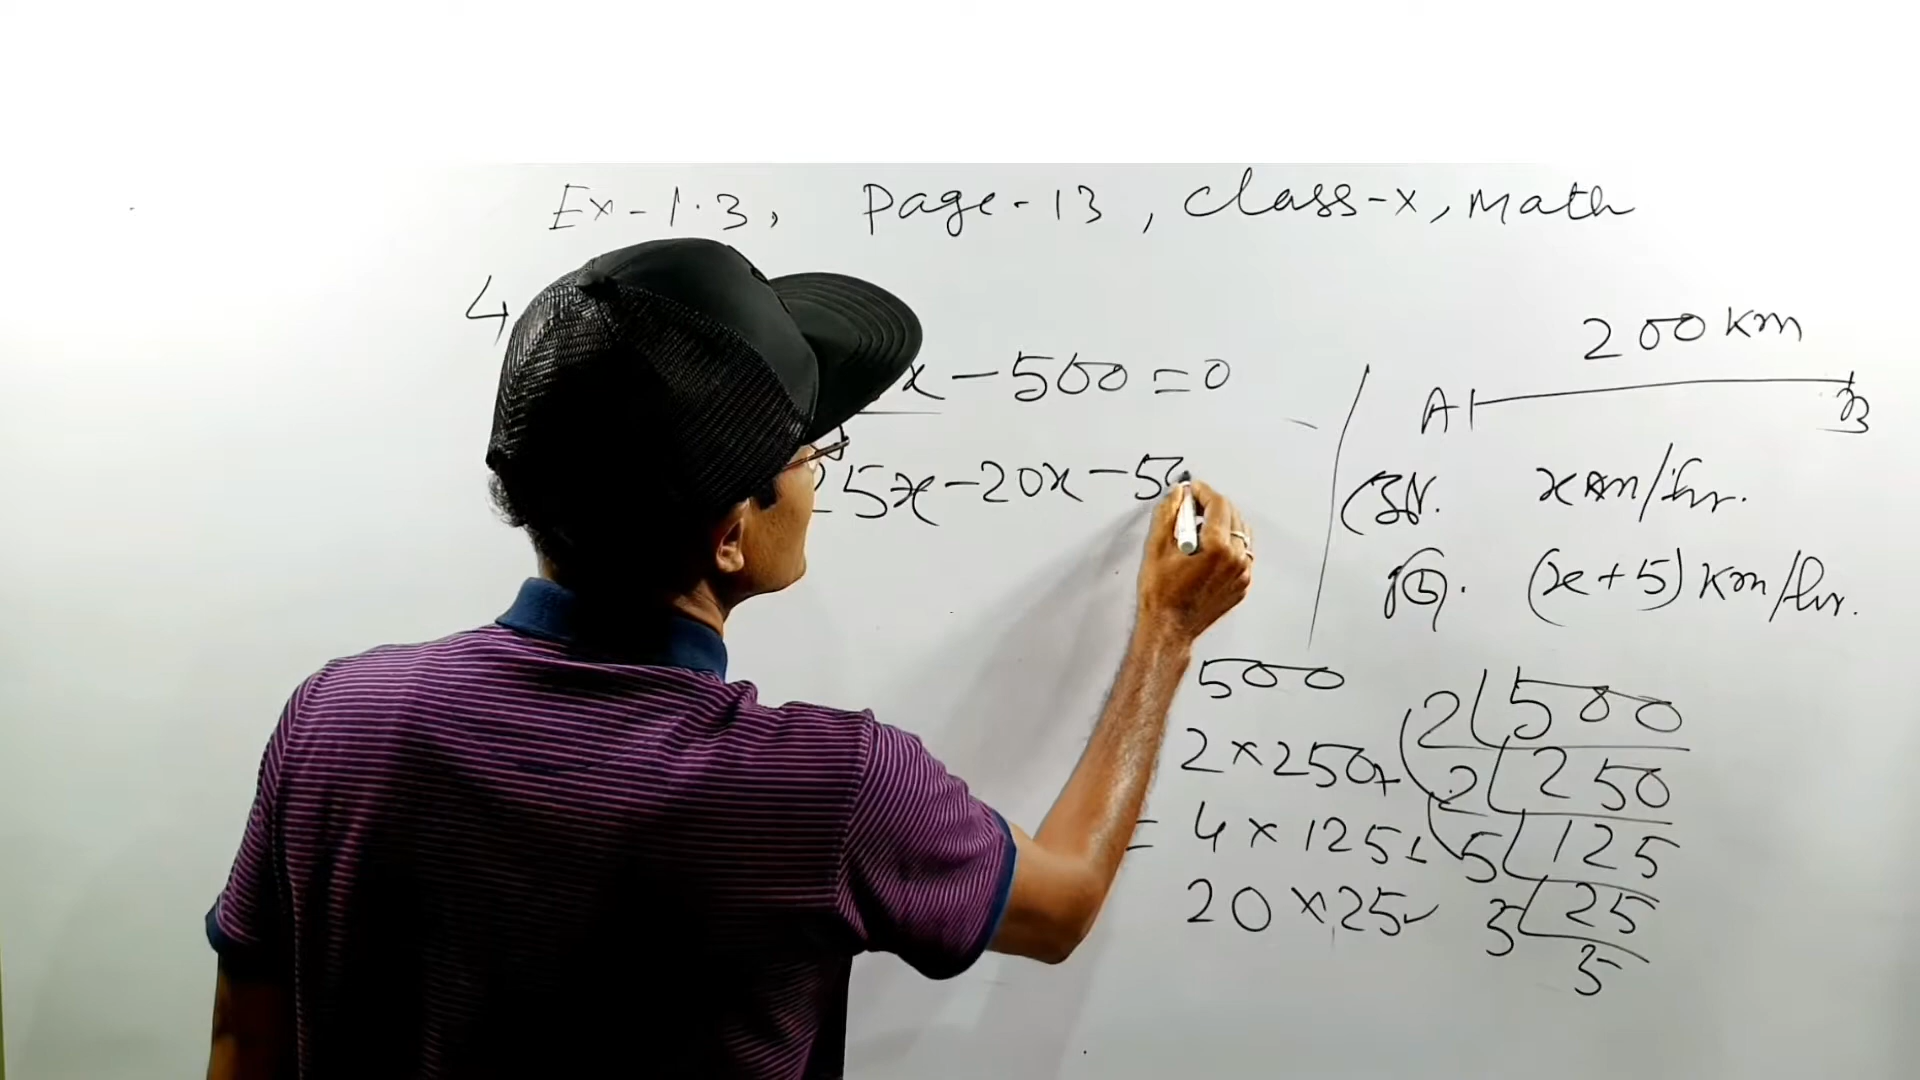 Ex-1.3, Page-13, Class-x, Math
4
x - 500 = 0
25x - 20x - 50
200 km
A B
x km/hr.
(x+5) km/hr.
500
2 × 250
= 4 × 125
20 × 25 ✓
2 500
2 250
5 125
5 25
5